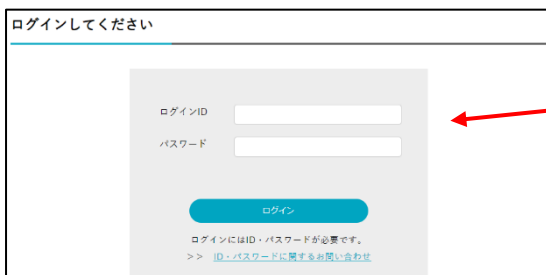 ログインしてください
ログインID
パスワード
ログイン
ログインにはID・パスワードが必要です。
>> ID・パスワードに関するお問い合わせ